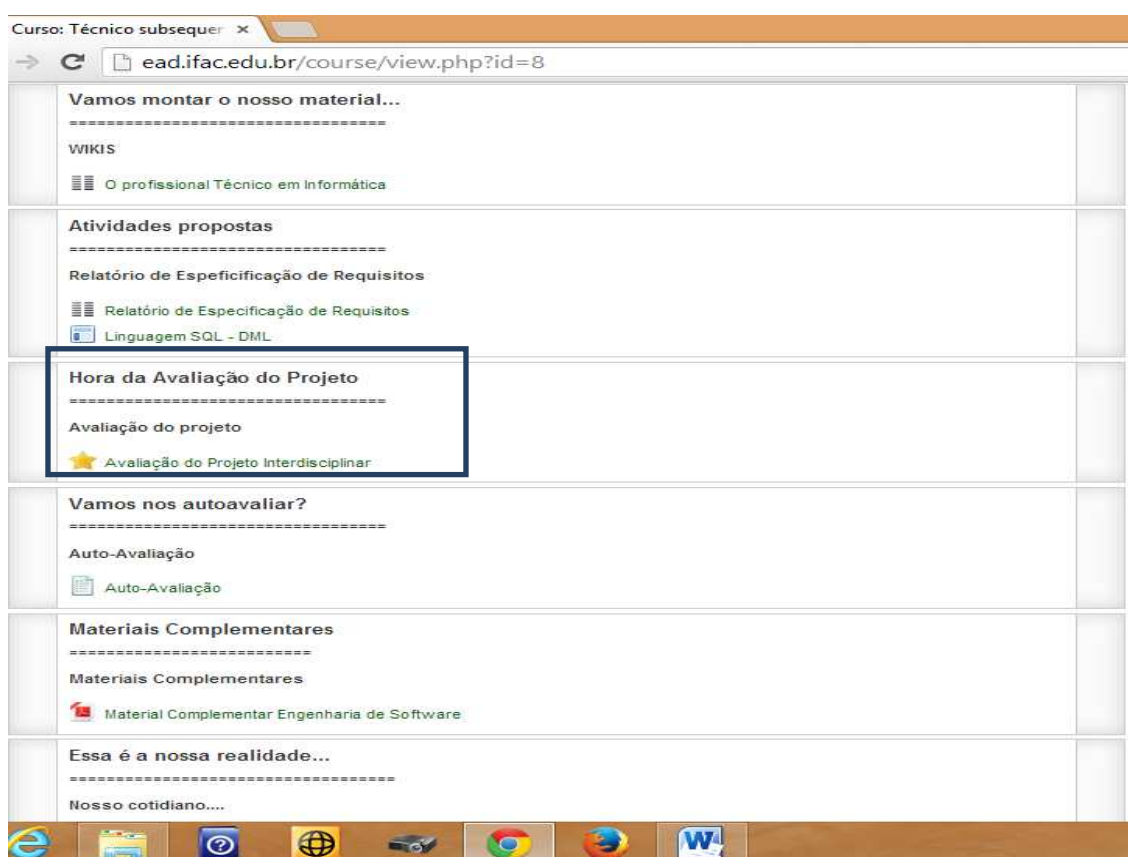 Curso: Técnico subsequer ×
ead.ifac.edu.br/course/view.php?id=8
Vamos montar o nosso material...
==================================
WIKIS
O profissional Técnico em Informática
Atividades propostas
==================================
Relatório de Espeficificação de Requisitos
Relatório de Especificação de Requisitos
Linguagem SQL - DML
Hora da Avaliação do Projeto
==================================
Avaliação do projeto
Avaliação do Projeto Interdisciplinar
Vamos nos autoavaliar?
==================================
Auto-Avaliação
Auto-Avaliação
Materiais Complementares
==========================
Materiais Complementares
Material Complementar Engenharia de Software
Essa é a nossa realidade...
===================================
Nosso cotidiano....